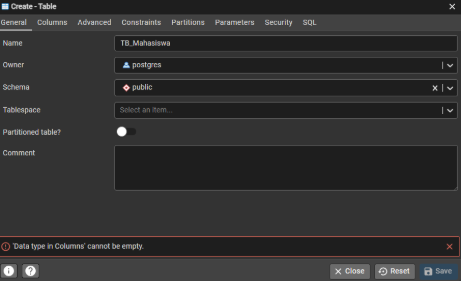 Create - Table
General Columns Advanced Constraints Partitions Parameters Security SQL
Name TB_Mahasiswa
Owner postgres
Schema public
Tablespace Select an item...
Partitioned table?
Comment
'Data type in Columns' cannot be empty.
Close Reset Save